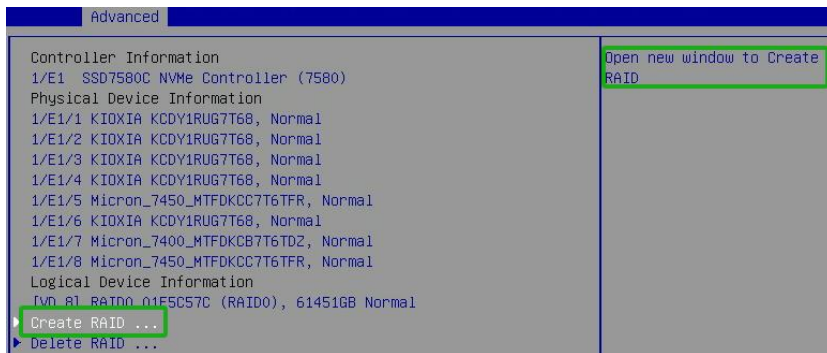 Advanced
Controller Information
1/E1 SSD7580C NVMe Controller (7580)
Physical Device Information
1/E1/1 KIOXIA KCDY1RUG7T68, Normal
1/E1/2 KIOXIA KCDY1RUG7T68, Normal
1/E1/3 KIOXIA KCDY1RUG7T68, Normal
1/E1/4 KIOXIA KCDY1RUG7T68, Normal
1/E1/5 Micron_7450_MTFDKCC7T6TFR, Normal
1/E1/6 KIOXIA KCDY1RUG7T68, Normal
1/E1/7 Micron_7400_MTFDKCB7T6TDZ, Normal
1/E1/8 Micron_7450_MTFDKCC7T6TFR, Normal
Logical Device Information
[VD 8] RAID0_01F5C57C (RAID0), 61451GB Normal
Create RAID ...
Delete RAID ...
Open new window to Create
RAID